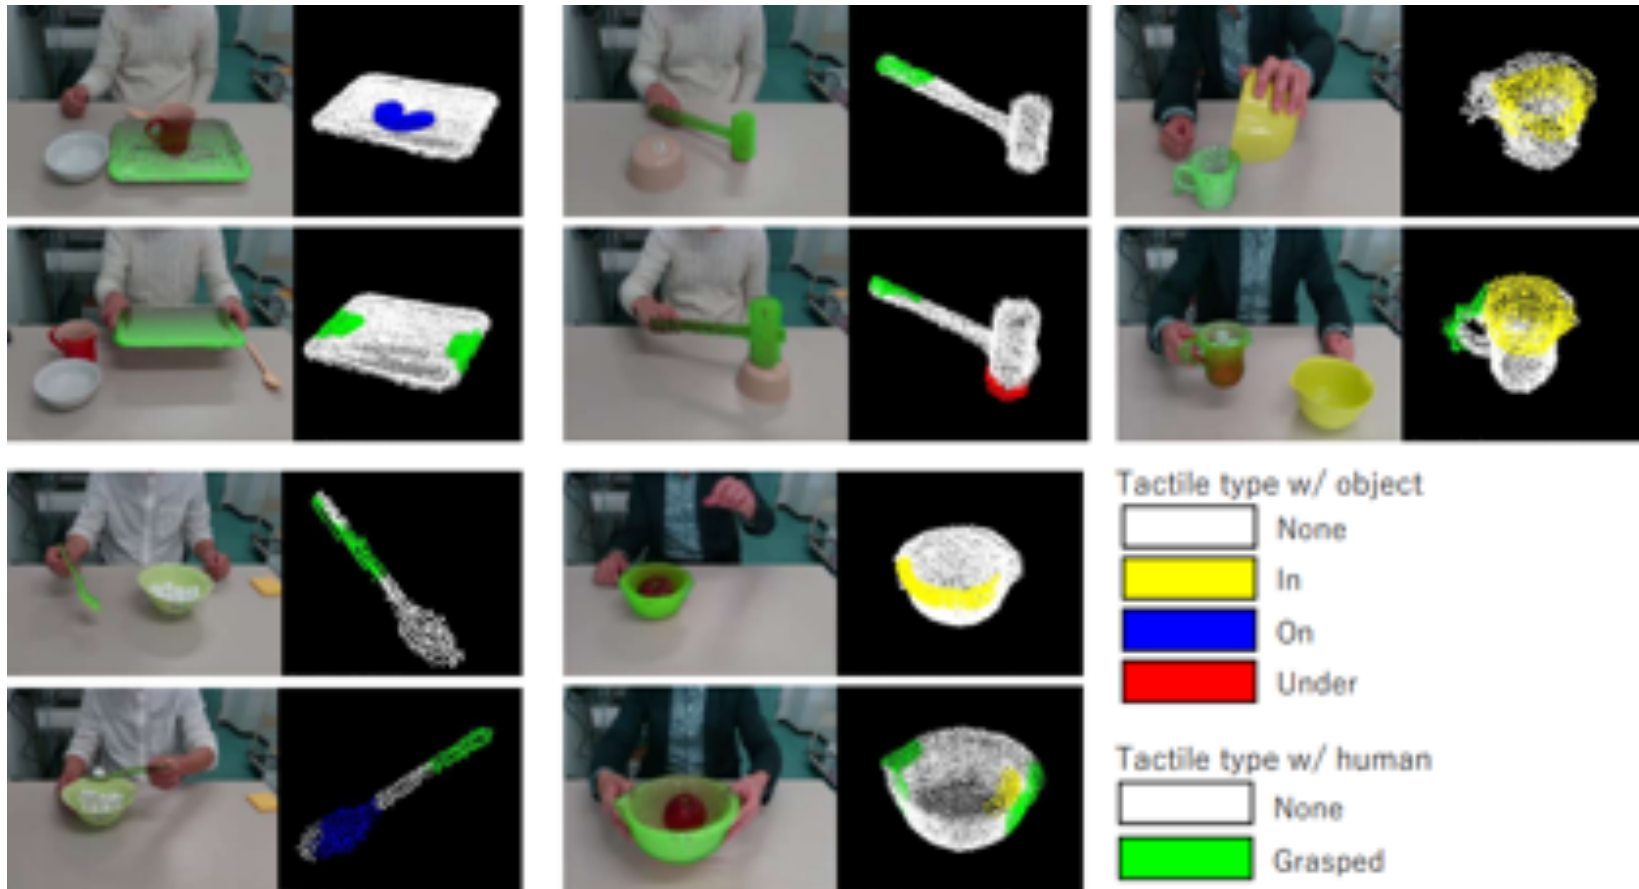 Tactile type w/ object
None
In
On
Under
Tactile type w/ human
None
Grasped